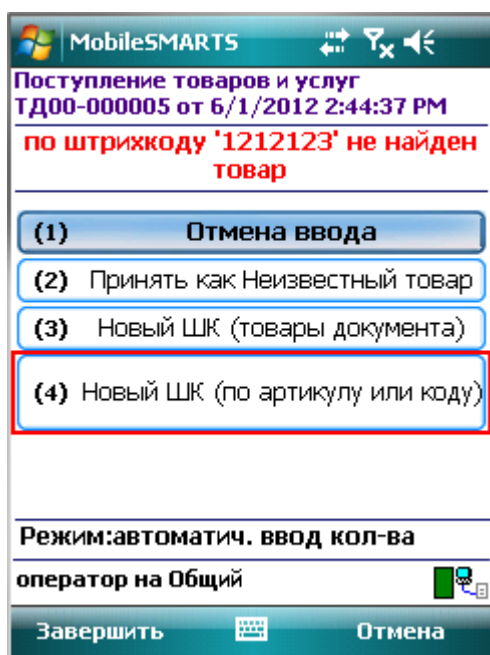 MobileSMARTS
Поступление товаров и услуг
ТД00-000005 от 6/1/2012 2:44:37 PM
по штрихкоду '1212123' не найден
товар
(1) Отмена ввода
(2) Принять как Неизвестный товар
(3) Новый ШК (товары документа)
(4) Новый ШК (по артикулу или коду)
Режим:автоматич. ввод кол-ва
оператор на Общий
Завершить Отмена